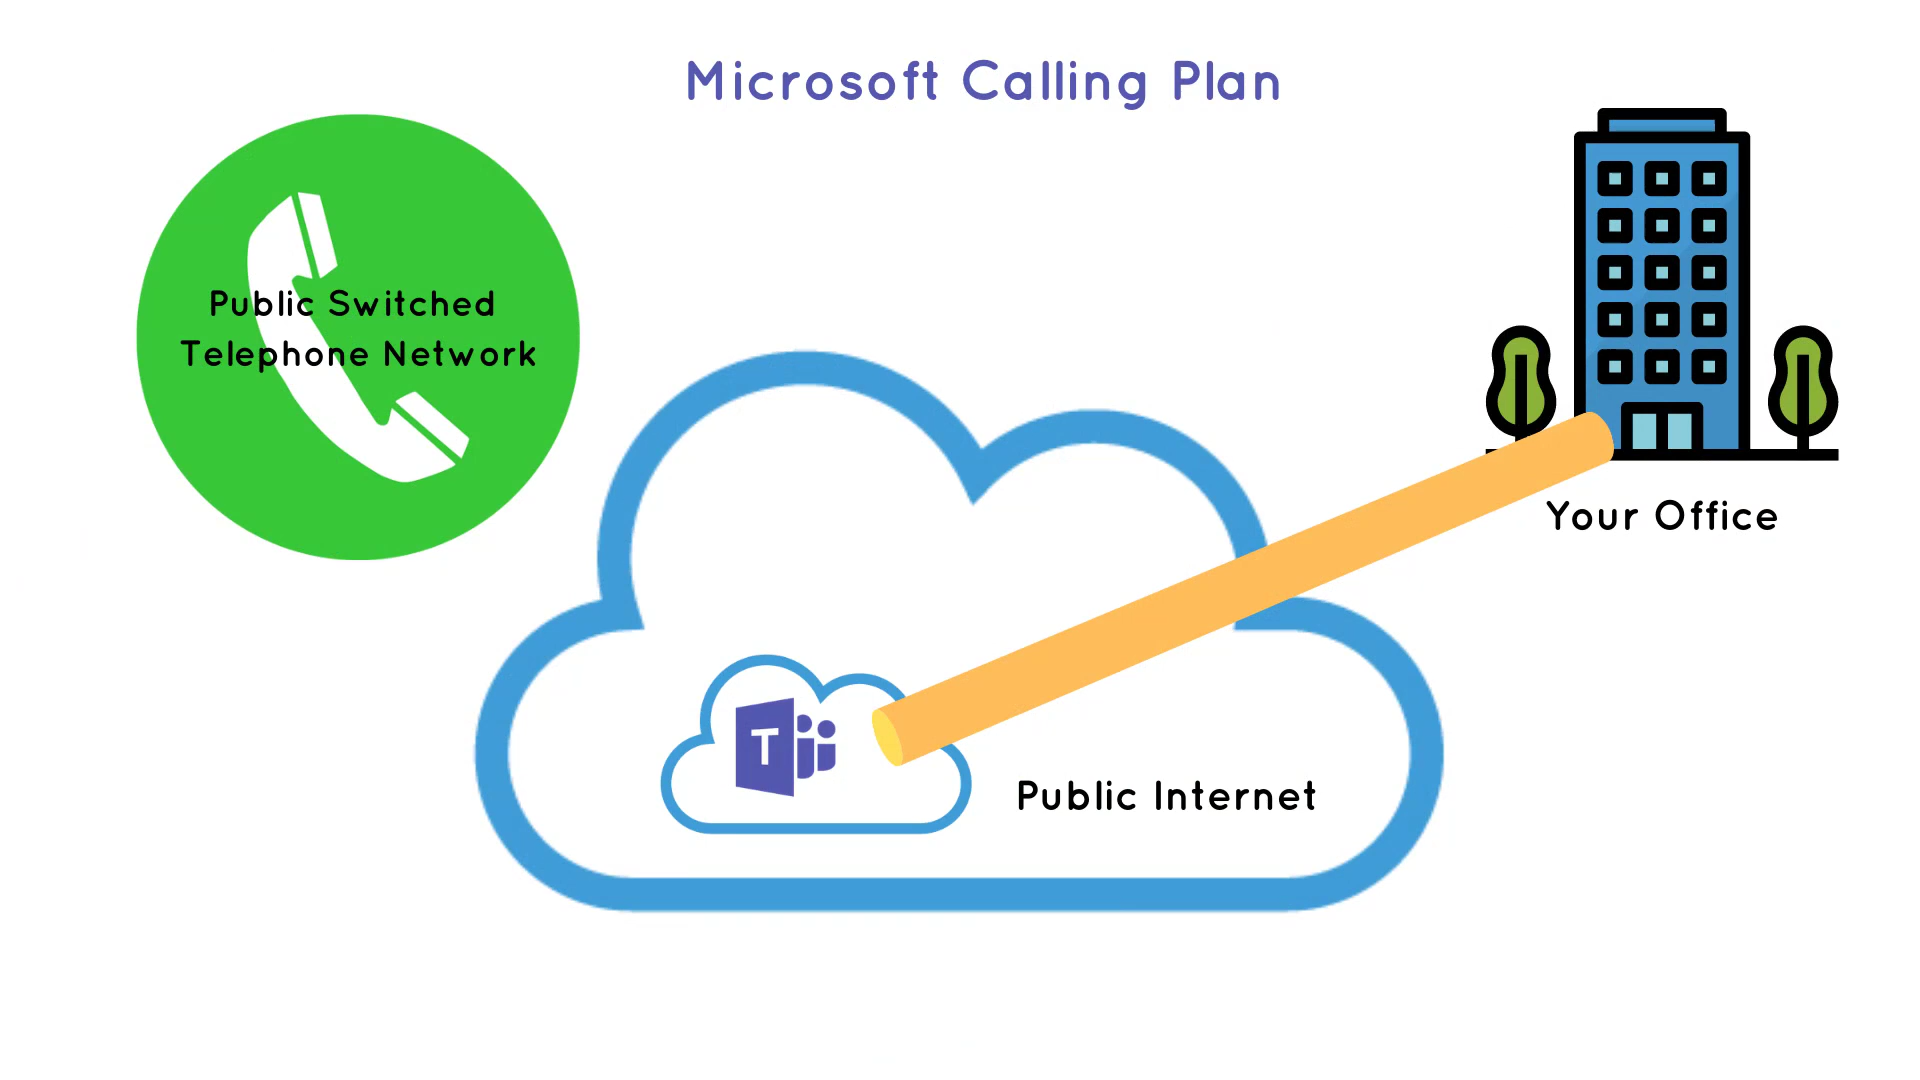 Microsoft Calling Plan
Public Switched
Telephone Network
Your Office
T
Public Internet